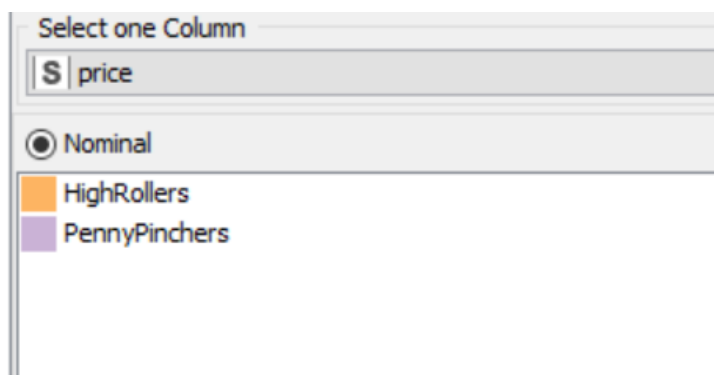 Select one Column
S price
Nominal
HighRollers
PennyPinchers